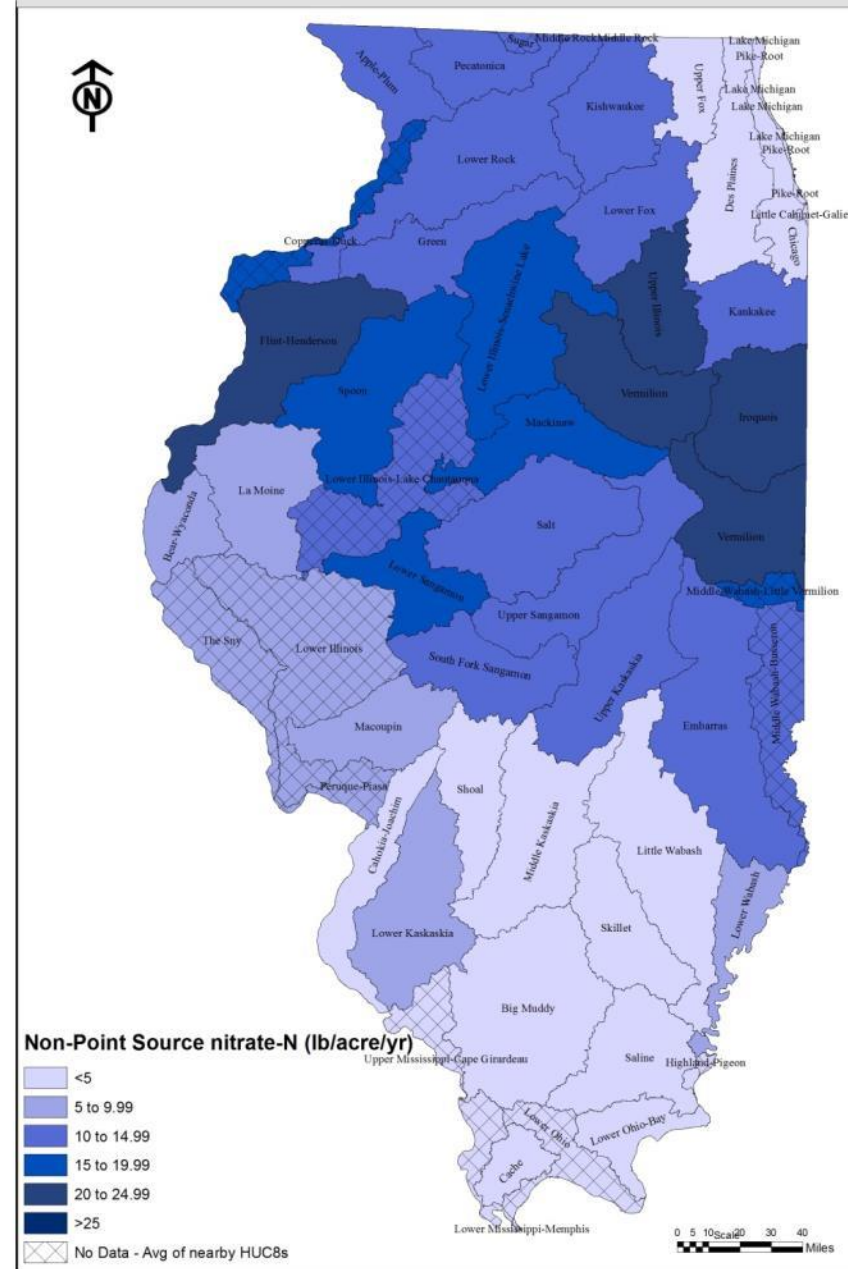 Lake Michigan
Middle Rock
Middle Rock
Sugar
Pike-Root
Pecatonica
Apple-Plum
N
Upper Fox
Lake Michigan
Kishwaukee
Lake Michigan
Lake Michigan
Pike-Root
Lower Rock
Des Plaines
Pike-Root
Lower Fox
Little Calumet-Galie
Copperas-Duck
Green
Chicago
Lower Illinois-Senachwine Lake
Upper Illinois
Kankakee
Flint-Henderson
Spoon
Vermilion
Iroquois
Mackinaw
Lower Illinois-Lake Chautauqua
La Moine
Bear-Wyaconda
Salt
Vermilion
Lower Sangamon
Middle Wabash-Little Vermilion
Upper Sangamon
The Sny
Lower Illinois
South Fork Sangamon
Upper Kaskaskia
Middle Wabash-Busseron
Embarras
Macoupin
Peruque-Piasa
Shoal
Cahokia-Joachim
Middle Kaskaskia
Little Wabash
Lower Wabash
Skillet
Lower Kaskaskia
Big Muddy
Non-Point Source nitrate-N (lb/acre/yr)
Upper Mississippi-Cape Girardeau
Saline
Highland-Pigeon
<5
5 to 9.99
10 to 14.99
15 to 19.99
20 to 24.99
>25
No Data - Avg of nearby HUC8s
Lower Ohio
Lower Ohio-Bay
Cache
Lower Mississippi-Memphis
0 5 10 Scale 20 30 40
Miles